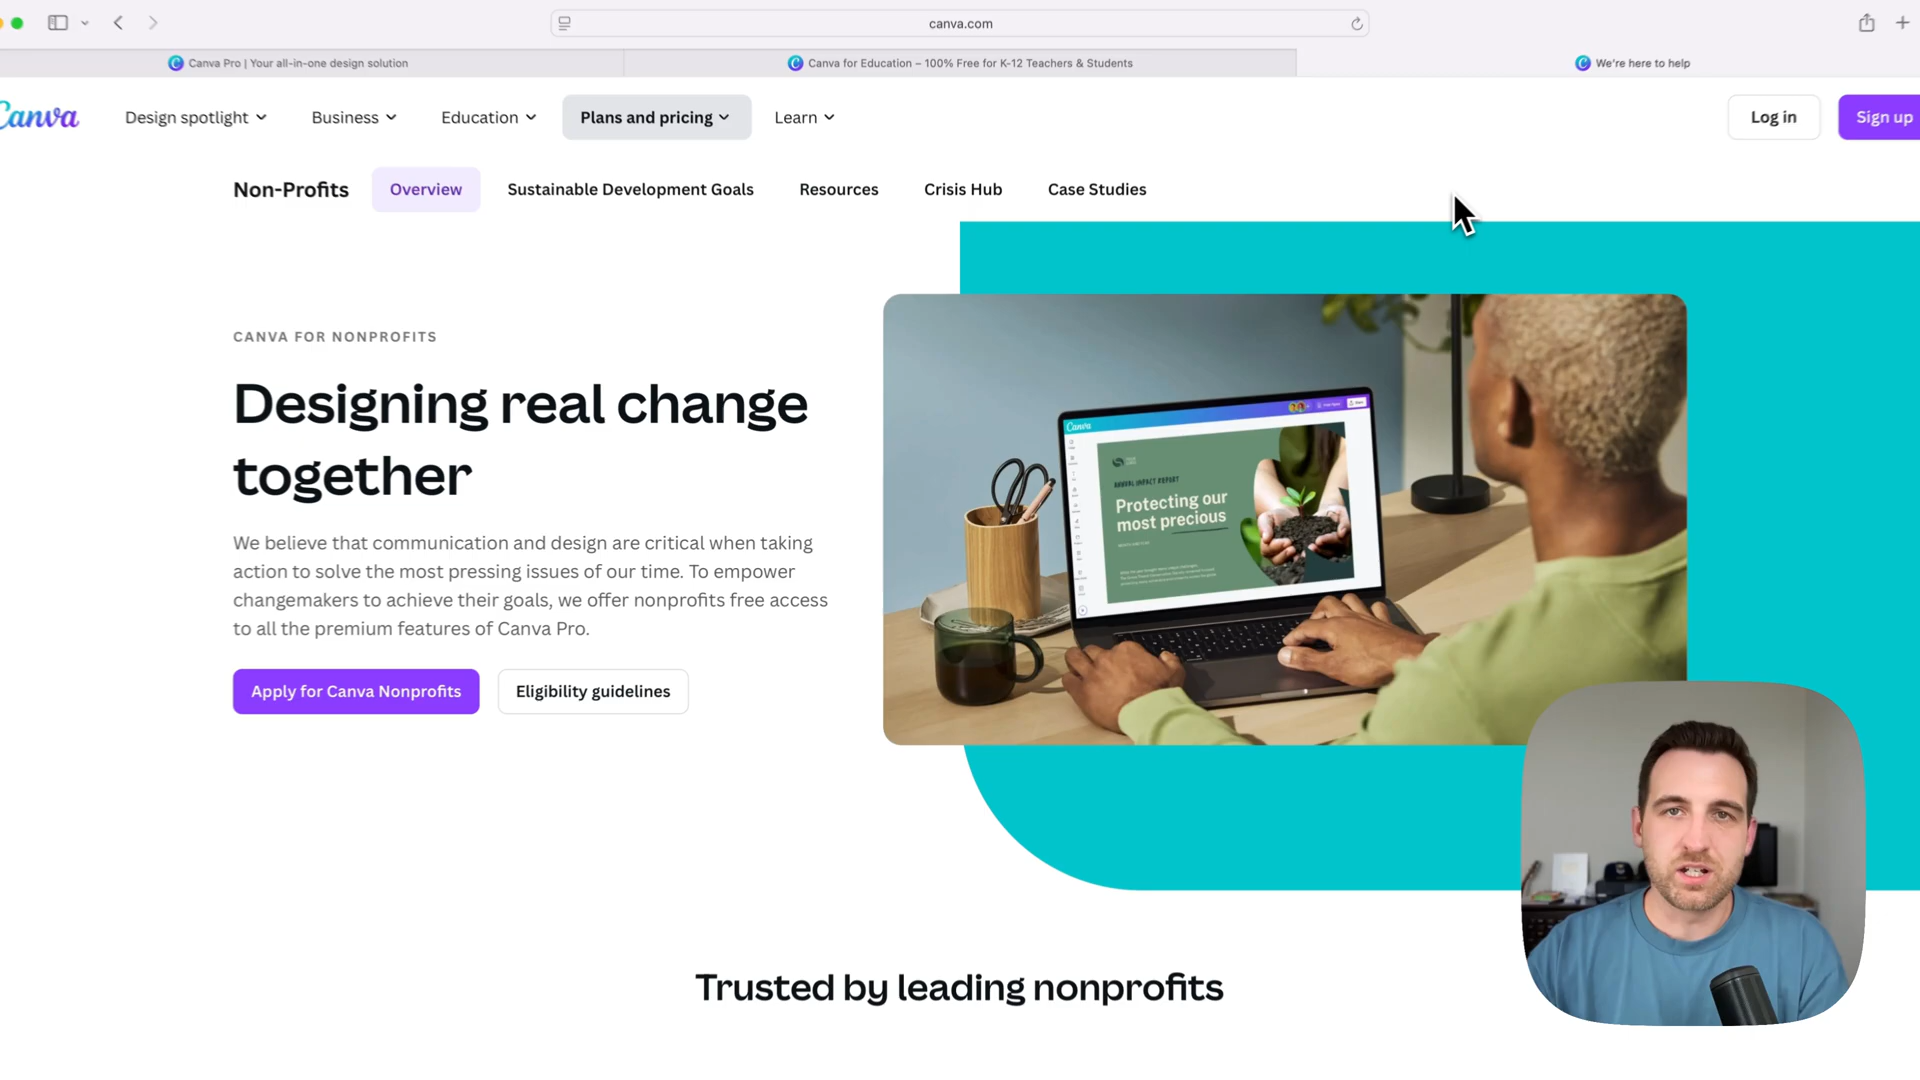 canva.com
Canva Pro | Your all-in-one design solution
Canva for Education – 100% Free for K-12 Teachers & Students
We're here to help
Canva
Design spotlight
Business
Education
Plans and pricing
Learn
Log in
Sign up
Non-Profits
Overview
Sustainable Development Goals
Resources
Crisis Hub
Case Studies
CANVA FOR NONPROFITS
Designing real change
together
We believe that communication and design are critical when taking
action to solve the most pressing issues of our time. To empower
changemakers to achieve their goals, we offer nonprofits free access
to all the premium features of Canva Pro.
Apply for Canva Nonprofits
Eligibility guidelines
Canva
ANNUAL IMPACT REPORT
Protecting our
most precious
Trusted by leading nonprofits